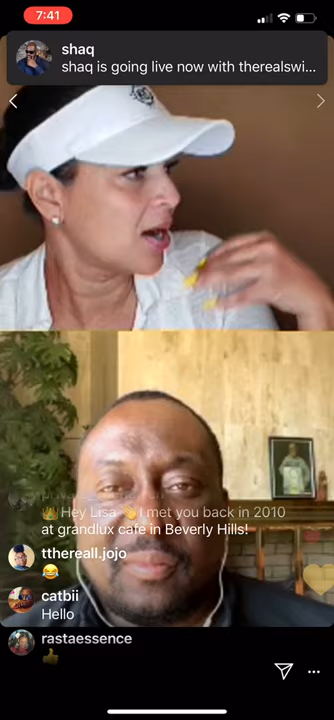 7:41
shaq
shaq is going live now with therealswi...
👑 Hey Lisa 👋 I met you back in 2010
at grandlux cafe in Beverly Hills!
tthereall.jojo
😂
catbii
Hello
rastaessence
👍